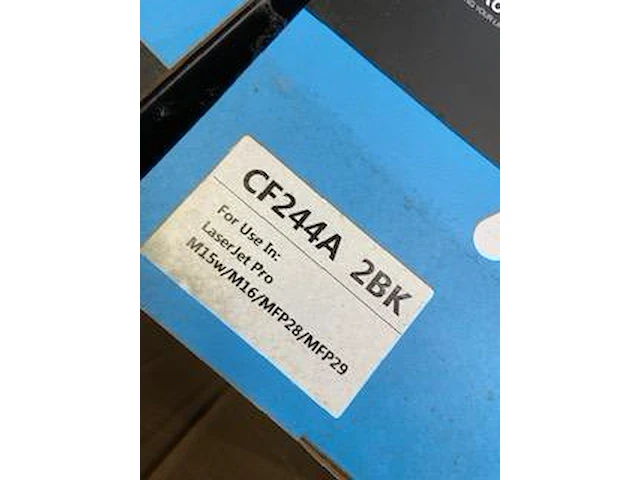 CF244A 2BK
For Use In:
LaserJet Pro
M15w/M16/MFP28/MFP29